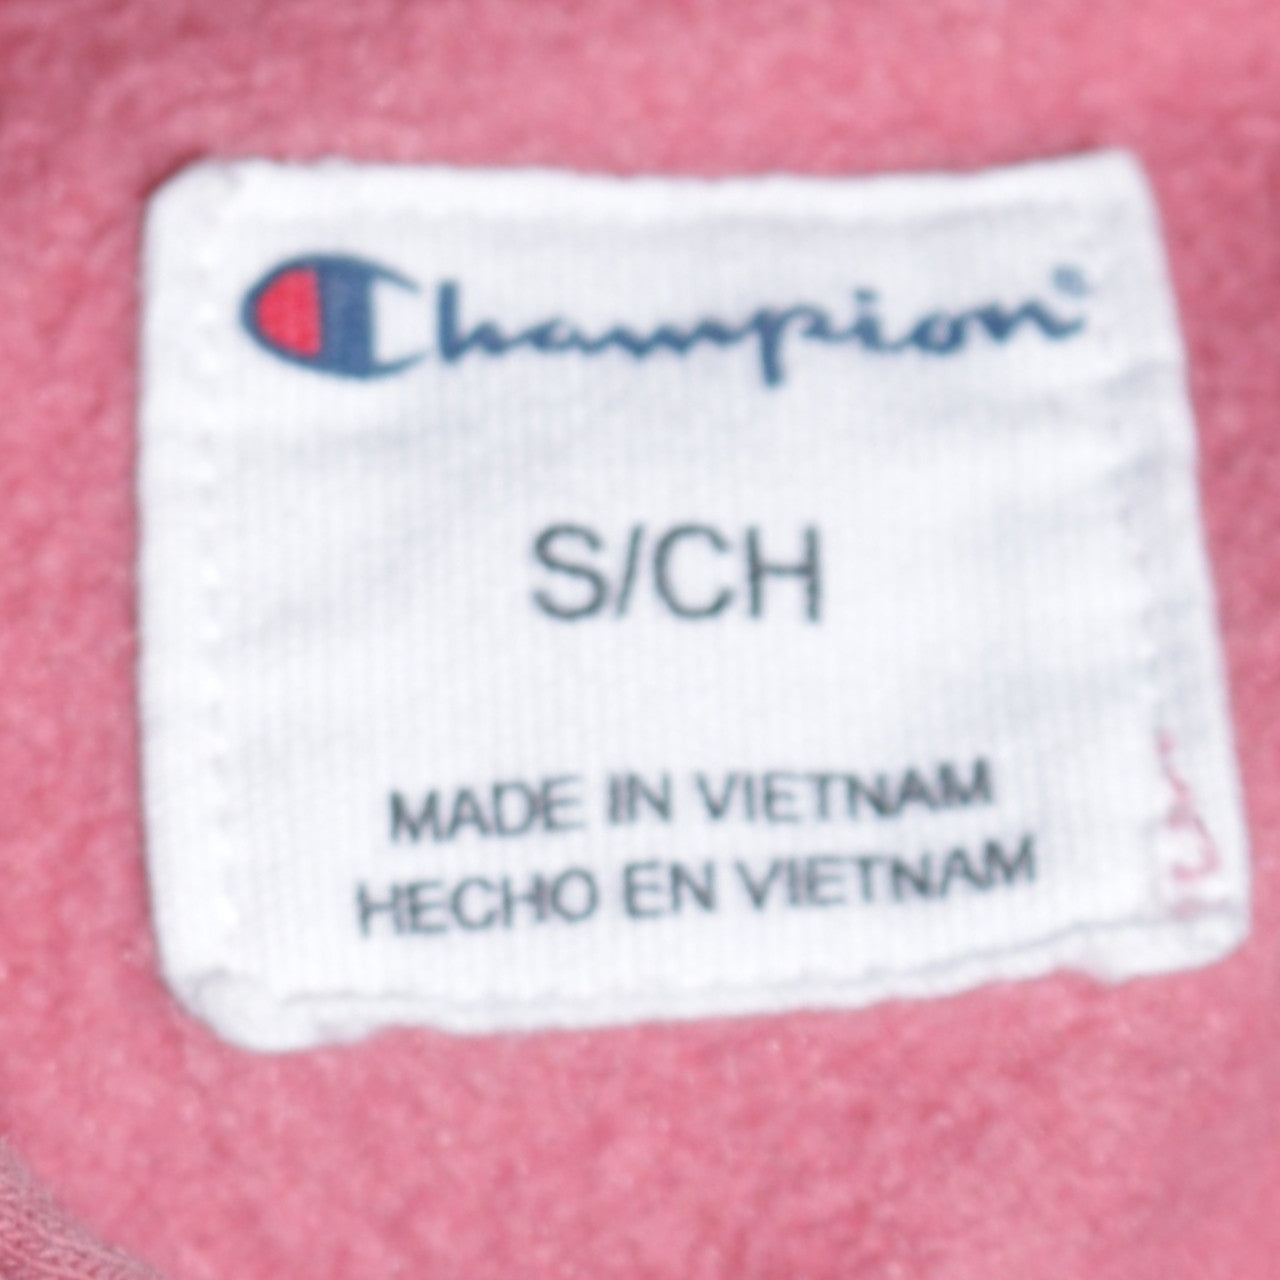 Champion®
S/CH
MADE IN VIETNAM
HECHO EN VIETNAM